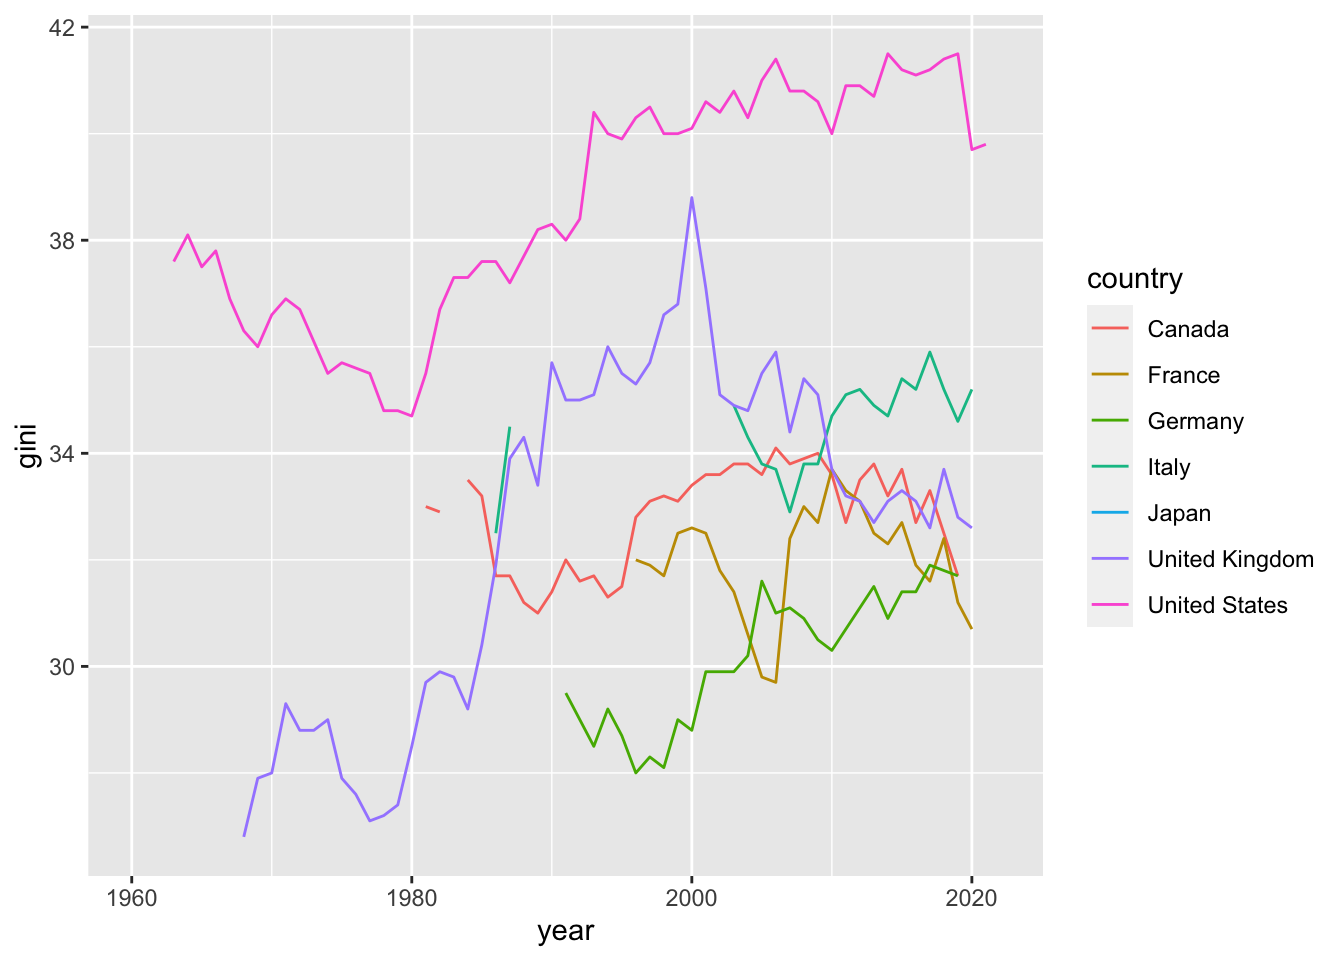 42
38
34
30
gini
1960
1980
2000
2020
year
country
Canada
France
Germany
Italy
Japan
United Kingdom
United States